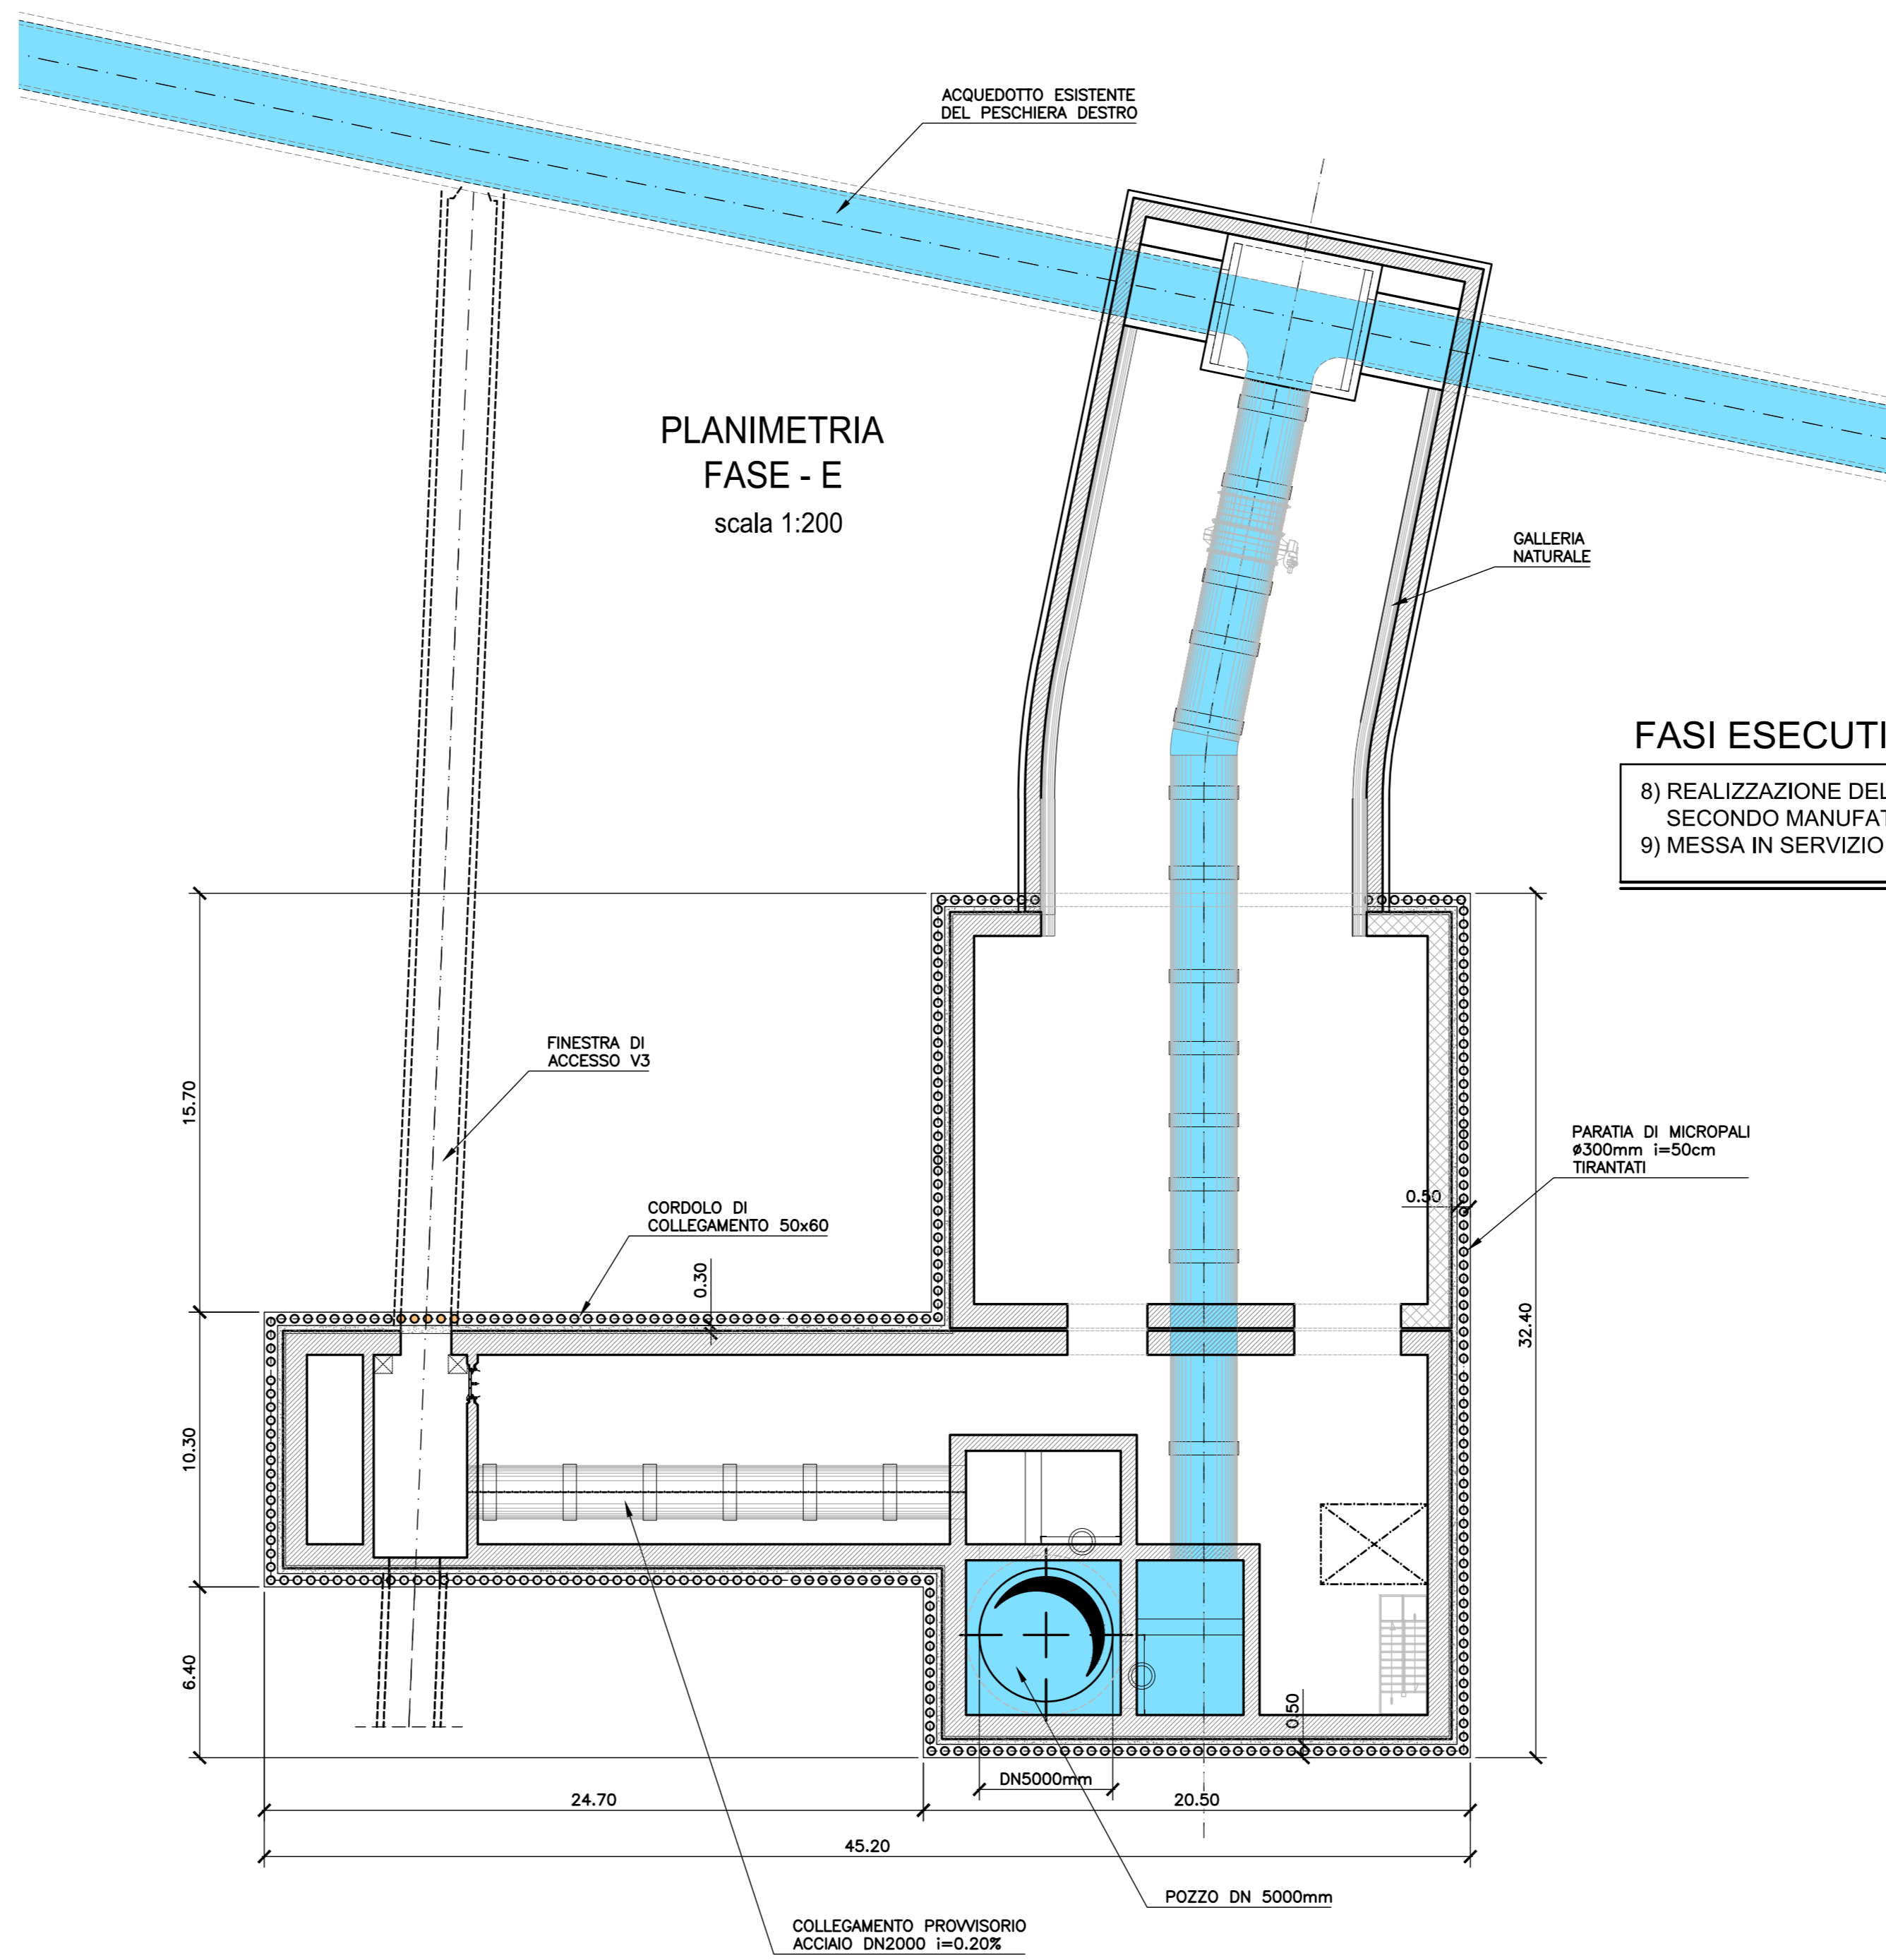 ACQUEDOTTO ESISTENTE
DEL PESCHIERA DESTRO
PLANIMETRIA
FASE - E
scala 1:200
GALLERIA
NATURALE
FASI ESECUTI
8) REALIZZAZIONE DEL
SECONDO MANUFAT
9) MESSA IN SERVIZIO
FINESTRA DI
ACCESSO V3
15.70
PARATIA DI MICROPALI
ø300mm i=50cm
TIRANTATI
0.50
CORDOLO DI
COLLEGAMENTO 50x60
0.30
32.40
10.30
6.40
0.50
DN5000mm
24.70
20.50
45.20
POZZO DN 5000mm
COLLEGAMENTO PROVVISORIO
ACCIAIO DN2000 i=0.20%